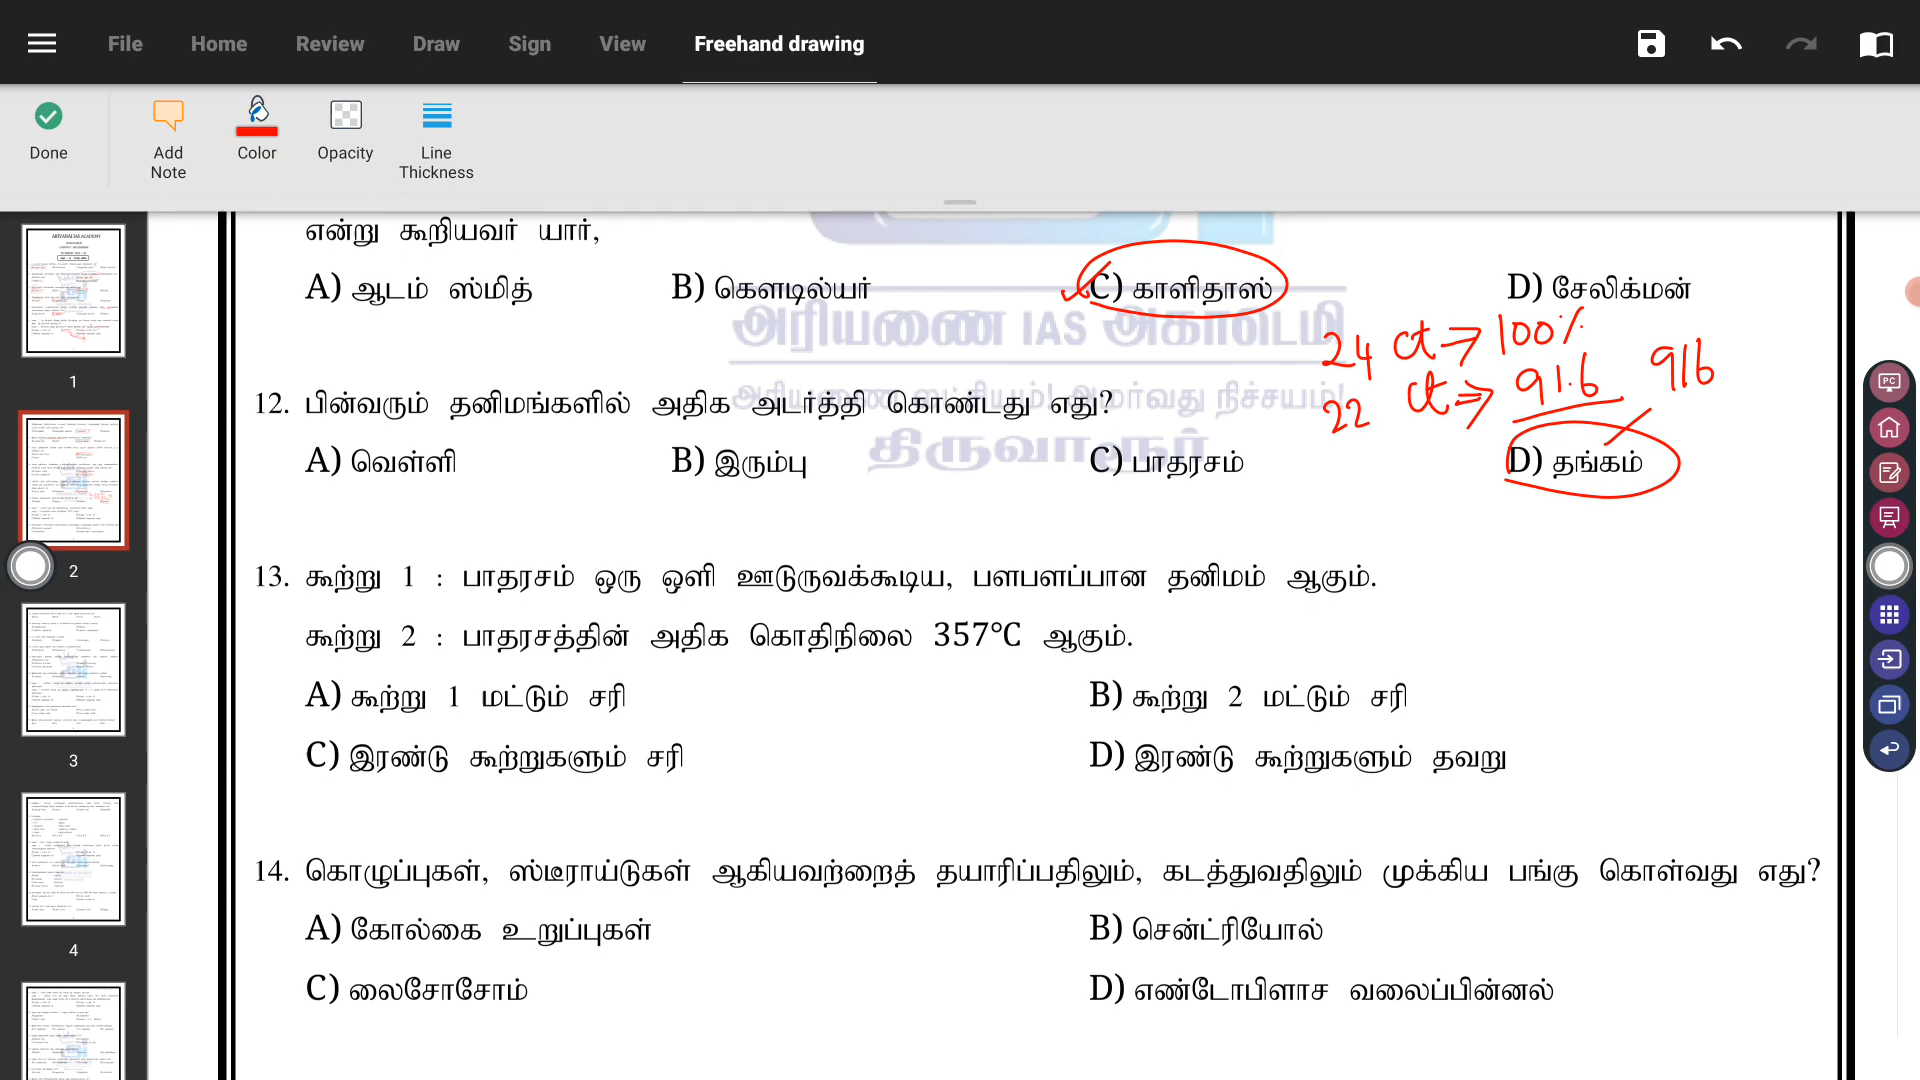 File Home Review Draw Sign View Freehand drawing
Done Add Note Color Opacity Line Thickness
ARIYANAI IAS ACADEMY
1
2
3
4
PC
என்று கூறியவர் யார்,
A) ஆடம் ஸ்மித் B) கௌடில்யர் C) காளிதாஸ் D) சேலிக்மன்
அரியணை IAS அகாடெமி
24 ct → 100%
22 ct ⇒ 91.6 916
திருவாரூர்
12. பின்வரும் தனிமங்களில் அதிக அடர்த்தி கொண்டது எது?
A) வெள்ளி B) இரும்பு C) பாதரசம் D) தங்கம்
13. கூற்று 1 : பாதரசம் ஒரு ஒளி ஊடுருவக்கூடிய, பளபளப்பான தனிமம் ஆகும்.
கூற்று 2 : பாதரசத்தின் அதிக கொதிநிலை 357°C ஆகும்.
A) கூற்று 1 மட்டும் சரி B) கூற்று 2 மட்டும் சரி
C) இரண்டு கூற்றுகளும் சரி D) இரண்டு கூற்றுகளும் தவறு
14. கொழுப்புகள், ஸ்டீராய்டுகள் ஆகியவற்றைத் தயாரிப்பதிலும், கடத்துவதிலும் முக்கிய பங்கு கொள்வது எது?
A) கோல்கை உறுப்புகள் B) சென்ட்ரியோல்
C) லைசோசோம் D) எண்டோபிளாச வலைப்பின்னல்